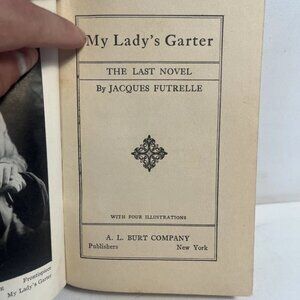 My Lady's Garter
THE LAST NOVEL
By JACQUES FUTRELLE
WITH FOUR ILLUSTRATIONS
A. L. BURT COMPANY
Publishers New York
Frontispiece
My Lady's Garter